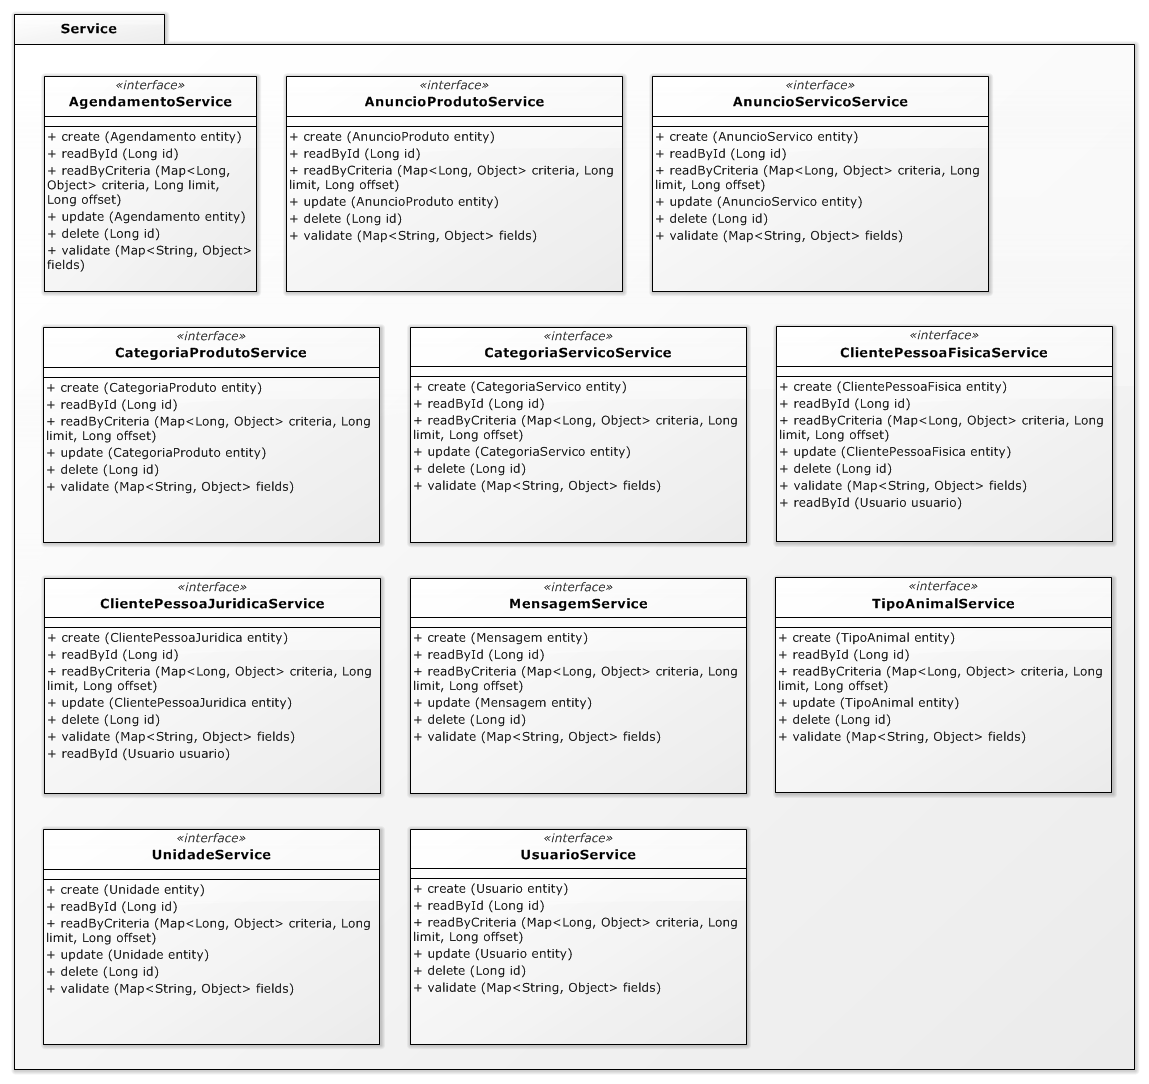 Service
«interface»
AgendamentoService
+ create (Agendamento entity)
+ readById (Long id)
+ readByCriteria (Map<Long,
Object> criteria, Long limit,
Long offset)
+ update (Agendamento entity)
+ delete (Long id)
+ validate (Map<String, Object>
fields)
«interface»
AnuncioProdutoService
+ create (AnuncioProduto entity)
+ readById (Long id)
+ readByCriteria (Map<Long, Object> criteria, Long
limit, Long offset)
+ update (AnuncioProduto entity)
+ delete (Long id)
+ validate (Map<String, Object> fields)
«interface»
AnuncioServicoService
+ create (AnuncioServico entity)
+ readById (Long id)
+ readByCriteria (Map<Long, Object> criteria, Long
limit, Long offset)
+ update (AnuncioServico entity)
+ delete (Long id)
+ validate (Map<String, Object> fields)
«interface»
CategoriaProdutoService
+ create (CategoriaProduto entity)
+ readById (Long id)
+ readByCriteria (Map<Long, Object> criteria, Long
limit, Long offset)
+ update (CategoriaProduto entity)
+ delete (Long id)
+ validate (Map<String, Object> fields)
«interface»
CategoriaServicoService
+ create (CategoriaServico entity)
+ readById (Long id)
+ readByCriteria (Map<Long, Object> criteria, Long
limit, Long offset)
+ update (CategoriaServico entity)
+ delete (Long id)
+ validate (Map<String, Object> fields)
«interface»
ClientePessoaFisicaService
+ create (ClientePessoaFisica entity)
+ readById (Long id)
+ readByCriteria (Map<Long, Object> criteria, Long
limit, Long offset)
+ update (ClientePessoaFisica entity)
+ delete (Long id)
+ validate (Map<String, Object> fields)
+ readById (Usuario usuario)
«interface»
ClientePessoaJuridicaService
+ create (ClientePessoaJuridica entity)
+ readById (Long id)
+ readByCriteria (Map<Long, Object> criteria, Long
limit, Long offset)
+ update (ClientePessoaJuridica entity)
+ delete (Long id)
+ validate (Map<String, Object> fields)
+ readById (Usuario usuario)
«interface»
MensagemService
+ create (Mensagem entity)
+ readById (Long id)
+ readByCriteria (Map<Long, Object> criteria, Long
limit, Long offset)
+ update (Mensagem entity)
+ delete (Long id)
+ validate (Map<String, Object> fields)
«interface»
TipoAnimalService
+ create (TipoAnimal entity)
+ readById (Long id)
+ readByCriteria (Map<Long, Object> criteria, Long
limit, Long offset)
+ update (TipoAnimal entity)
+ delete (Long id)
+ validate (Map<String, Object> fields)
«interface»
UnidadeService
+ create (Unidade entity)
+ readById (Long id)
+ readByCriteria (Map<Long, Object> criteria, Long
limit, Long offset)
+ update (Unidade entity)
+ delete (Long id)
+ validate (Map<String, Object> fields)
«interface»
UsuarioService
+ create (Usuario entity)
+ readById (Long id)
+ readByCriteria (Map<Long, Object> criteria, Long
limit, Long offset)
+ update (Usuario entity)
+ delete (Long id)
+ validate (Map<String, Object> fields)